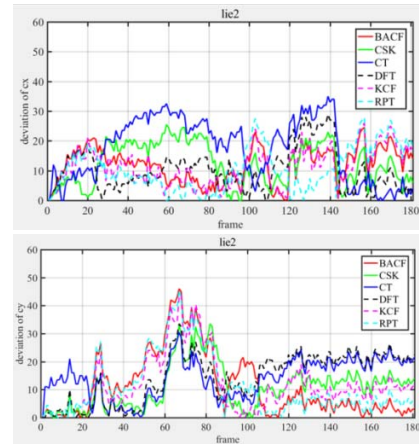 lie2
60
50
40
30
20
10
0
deviation of cx
BACF
CSK
CT
DFT
KCF
RPT
0 20 40 60 80 100 120 140 160 180
frame
lie2
60
50
40
30
20
10
0
deviation of cy
BACF
CSK
CT
DFT
KCF
RPT
0 20 40 60 80 100 120 140 160 180
frame